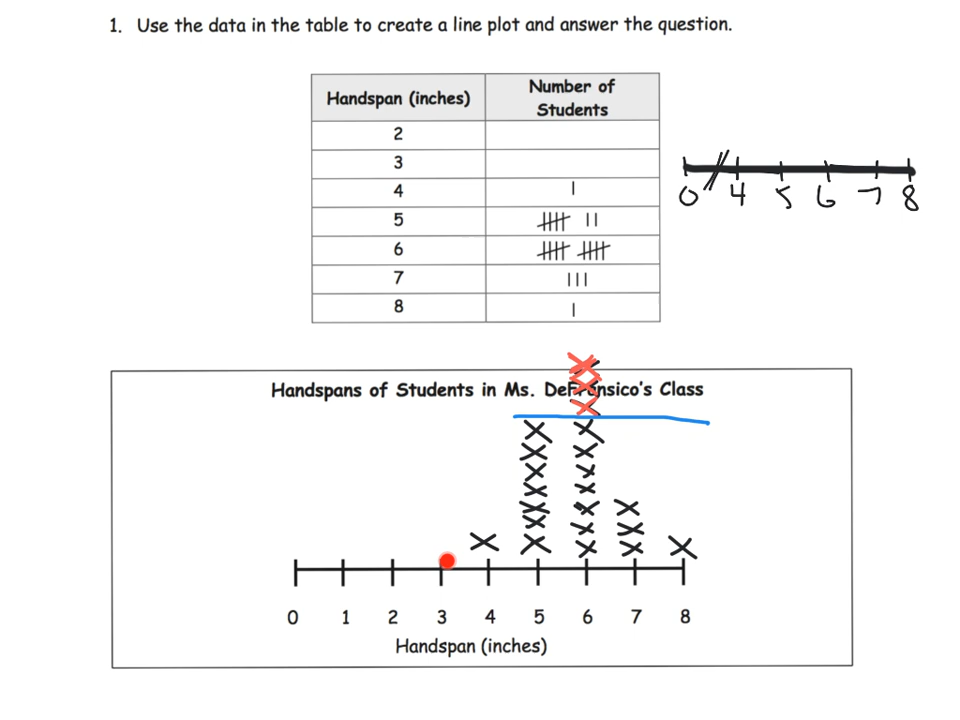 1. Use the data in the table to create a line plot and answer the question.
Handspan (inches) Number of Students
2
3
4 |
5 |||| ||
6 |||| ||||
7 |||
8 |
0 4 5 6 7 8
Handspans of Students in Ms. DeFransico's Class
X X X
X X X
X X X
X X X
0 1 2 3 4 5 6 7 8
Handspan (inches)